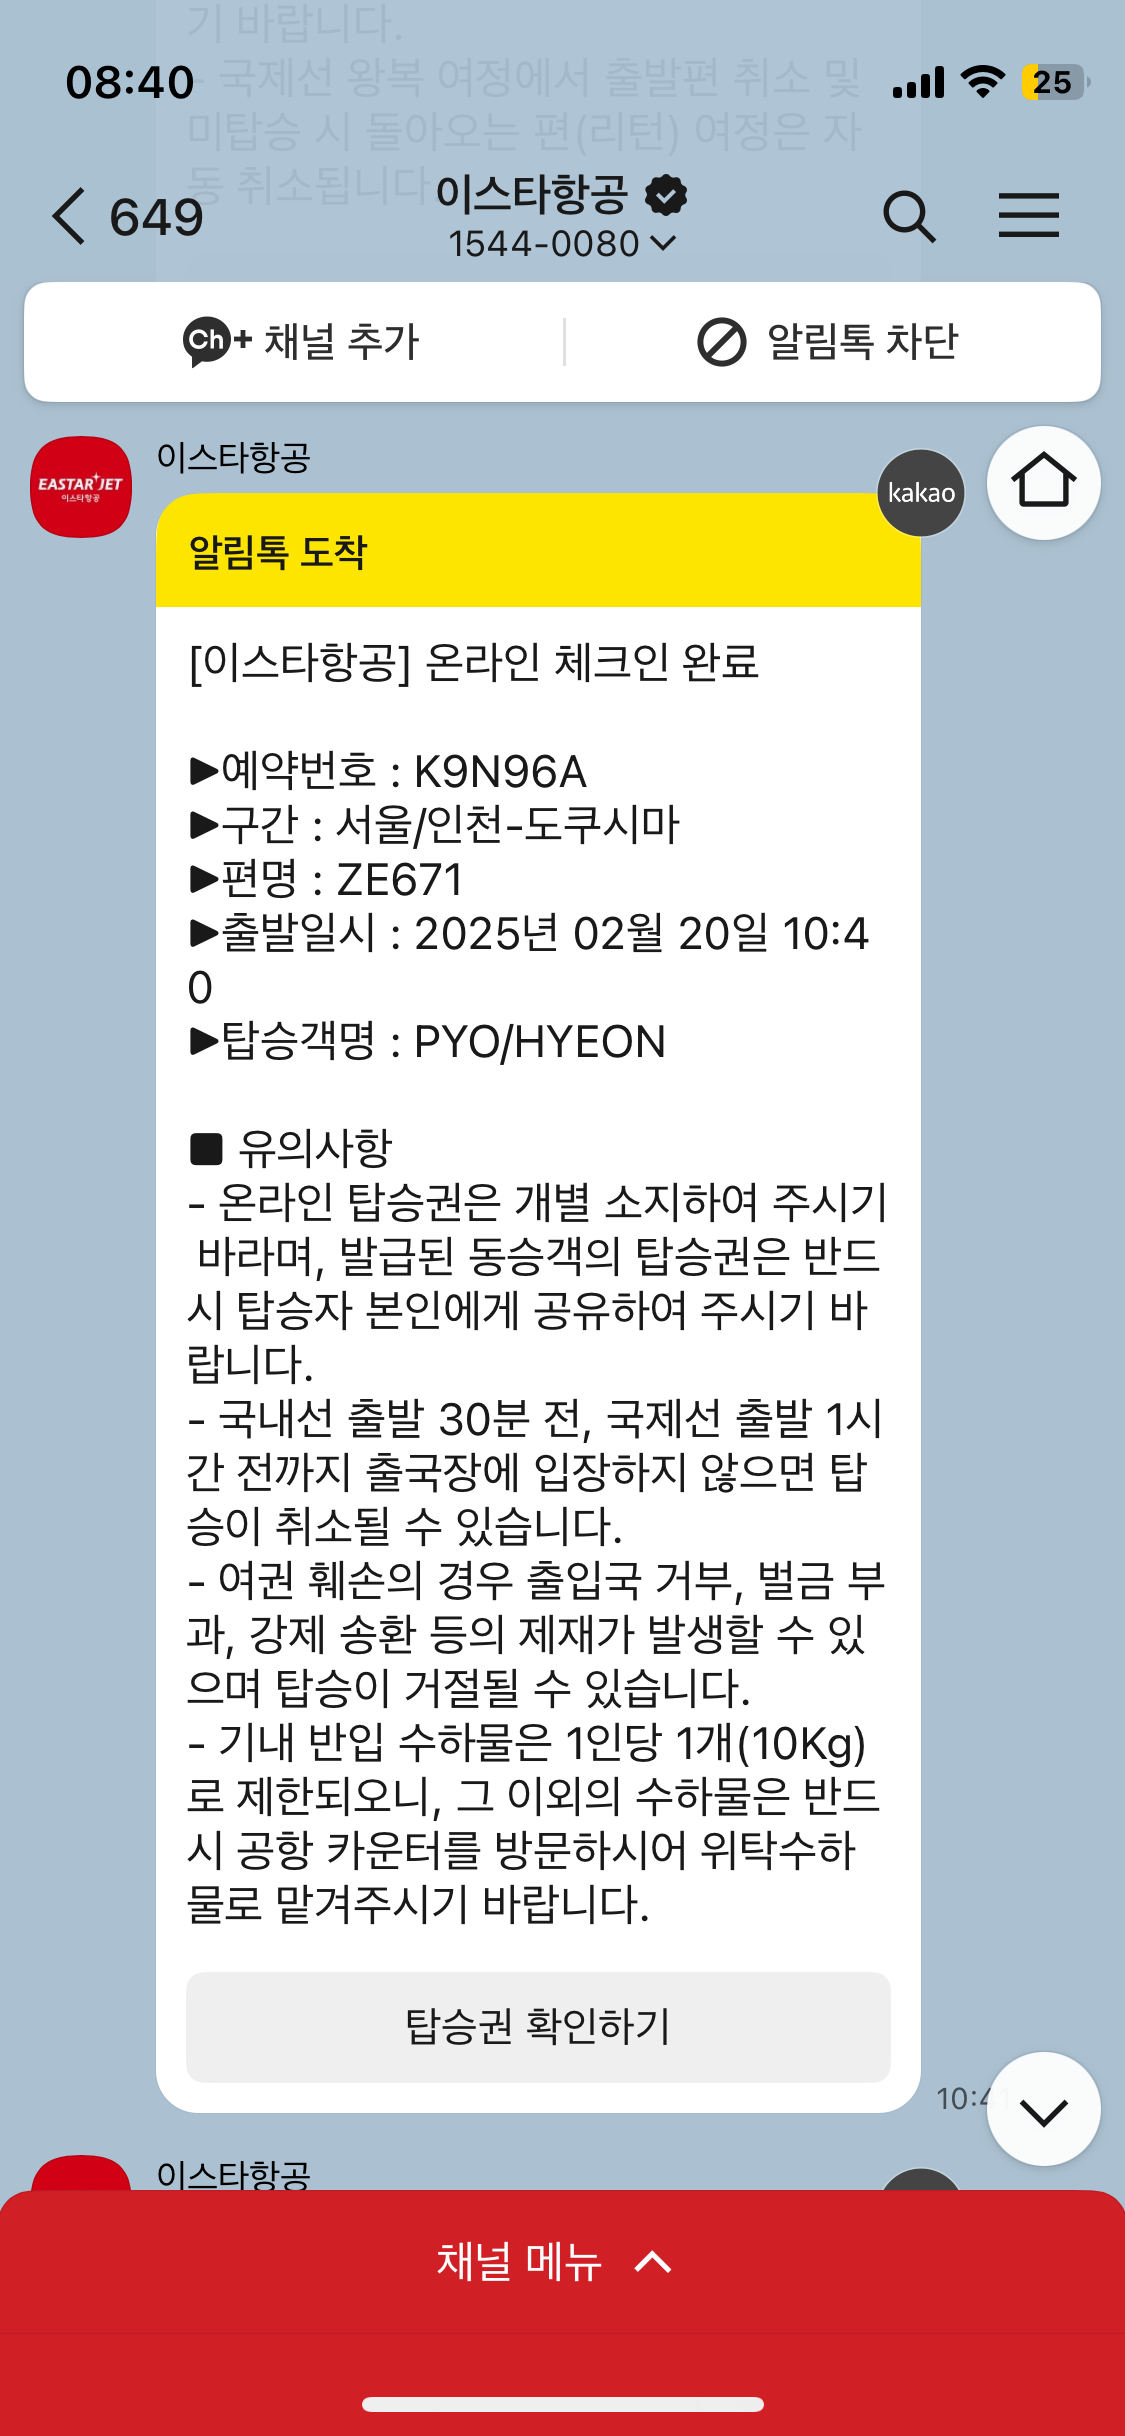 기 바랍니다.
08:40
25
- 국제선 왕복 여정에서 출발편 취소 및
미탑승 시 돌아오는 편(리턴) 여정은 자
동 취소됩니다
649
이스타항공
1544-0080
Ch+ 채널 추가
알림톡 차단
EASTAR JET
이스타항공
이스타항공
kakao
알림톡 도착
[이스타항공] 온라인 체크인 완료
▶예약번호 : K9N96A
▶구간 : 서울/인천-도쿠시마
▶편명 : ZE671
▶출발일시 : 2025년 02월 20일 10:4
0
▶탑승객명 : PYO/HYEON
■ 유의사항
- 온라인 탑승권은 개별 소지하여 주시기
바라며, 발급된 동승객의 탑승권은 반드
시 탑승자 본인에게 공유하여 주시기 바
랍니다.
- 국내선 출발 30분 전, 국제선 출발 1시
간 전까지 출국장에 입장하지 않으면 탑
승이 취소될 수 있습니다.
- 여권 훼손의 경우 출입국 거부, 벌금 부
과, 강제 송환 등의 제재가 발생할 수 있
으며 탑승이 거절될 수 있습니다.
- 기내 반입 수하물은 1인당 1개(10Kg)
로 제한되오니, 그 이외의 수하물은 반드
시 공항 카운터를 방문하시어 위탁수하
물로 맡겨주시기 바랍니다.
탑승권 확인하기
이스타항공
채널 메뉴